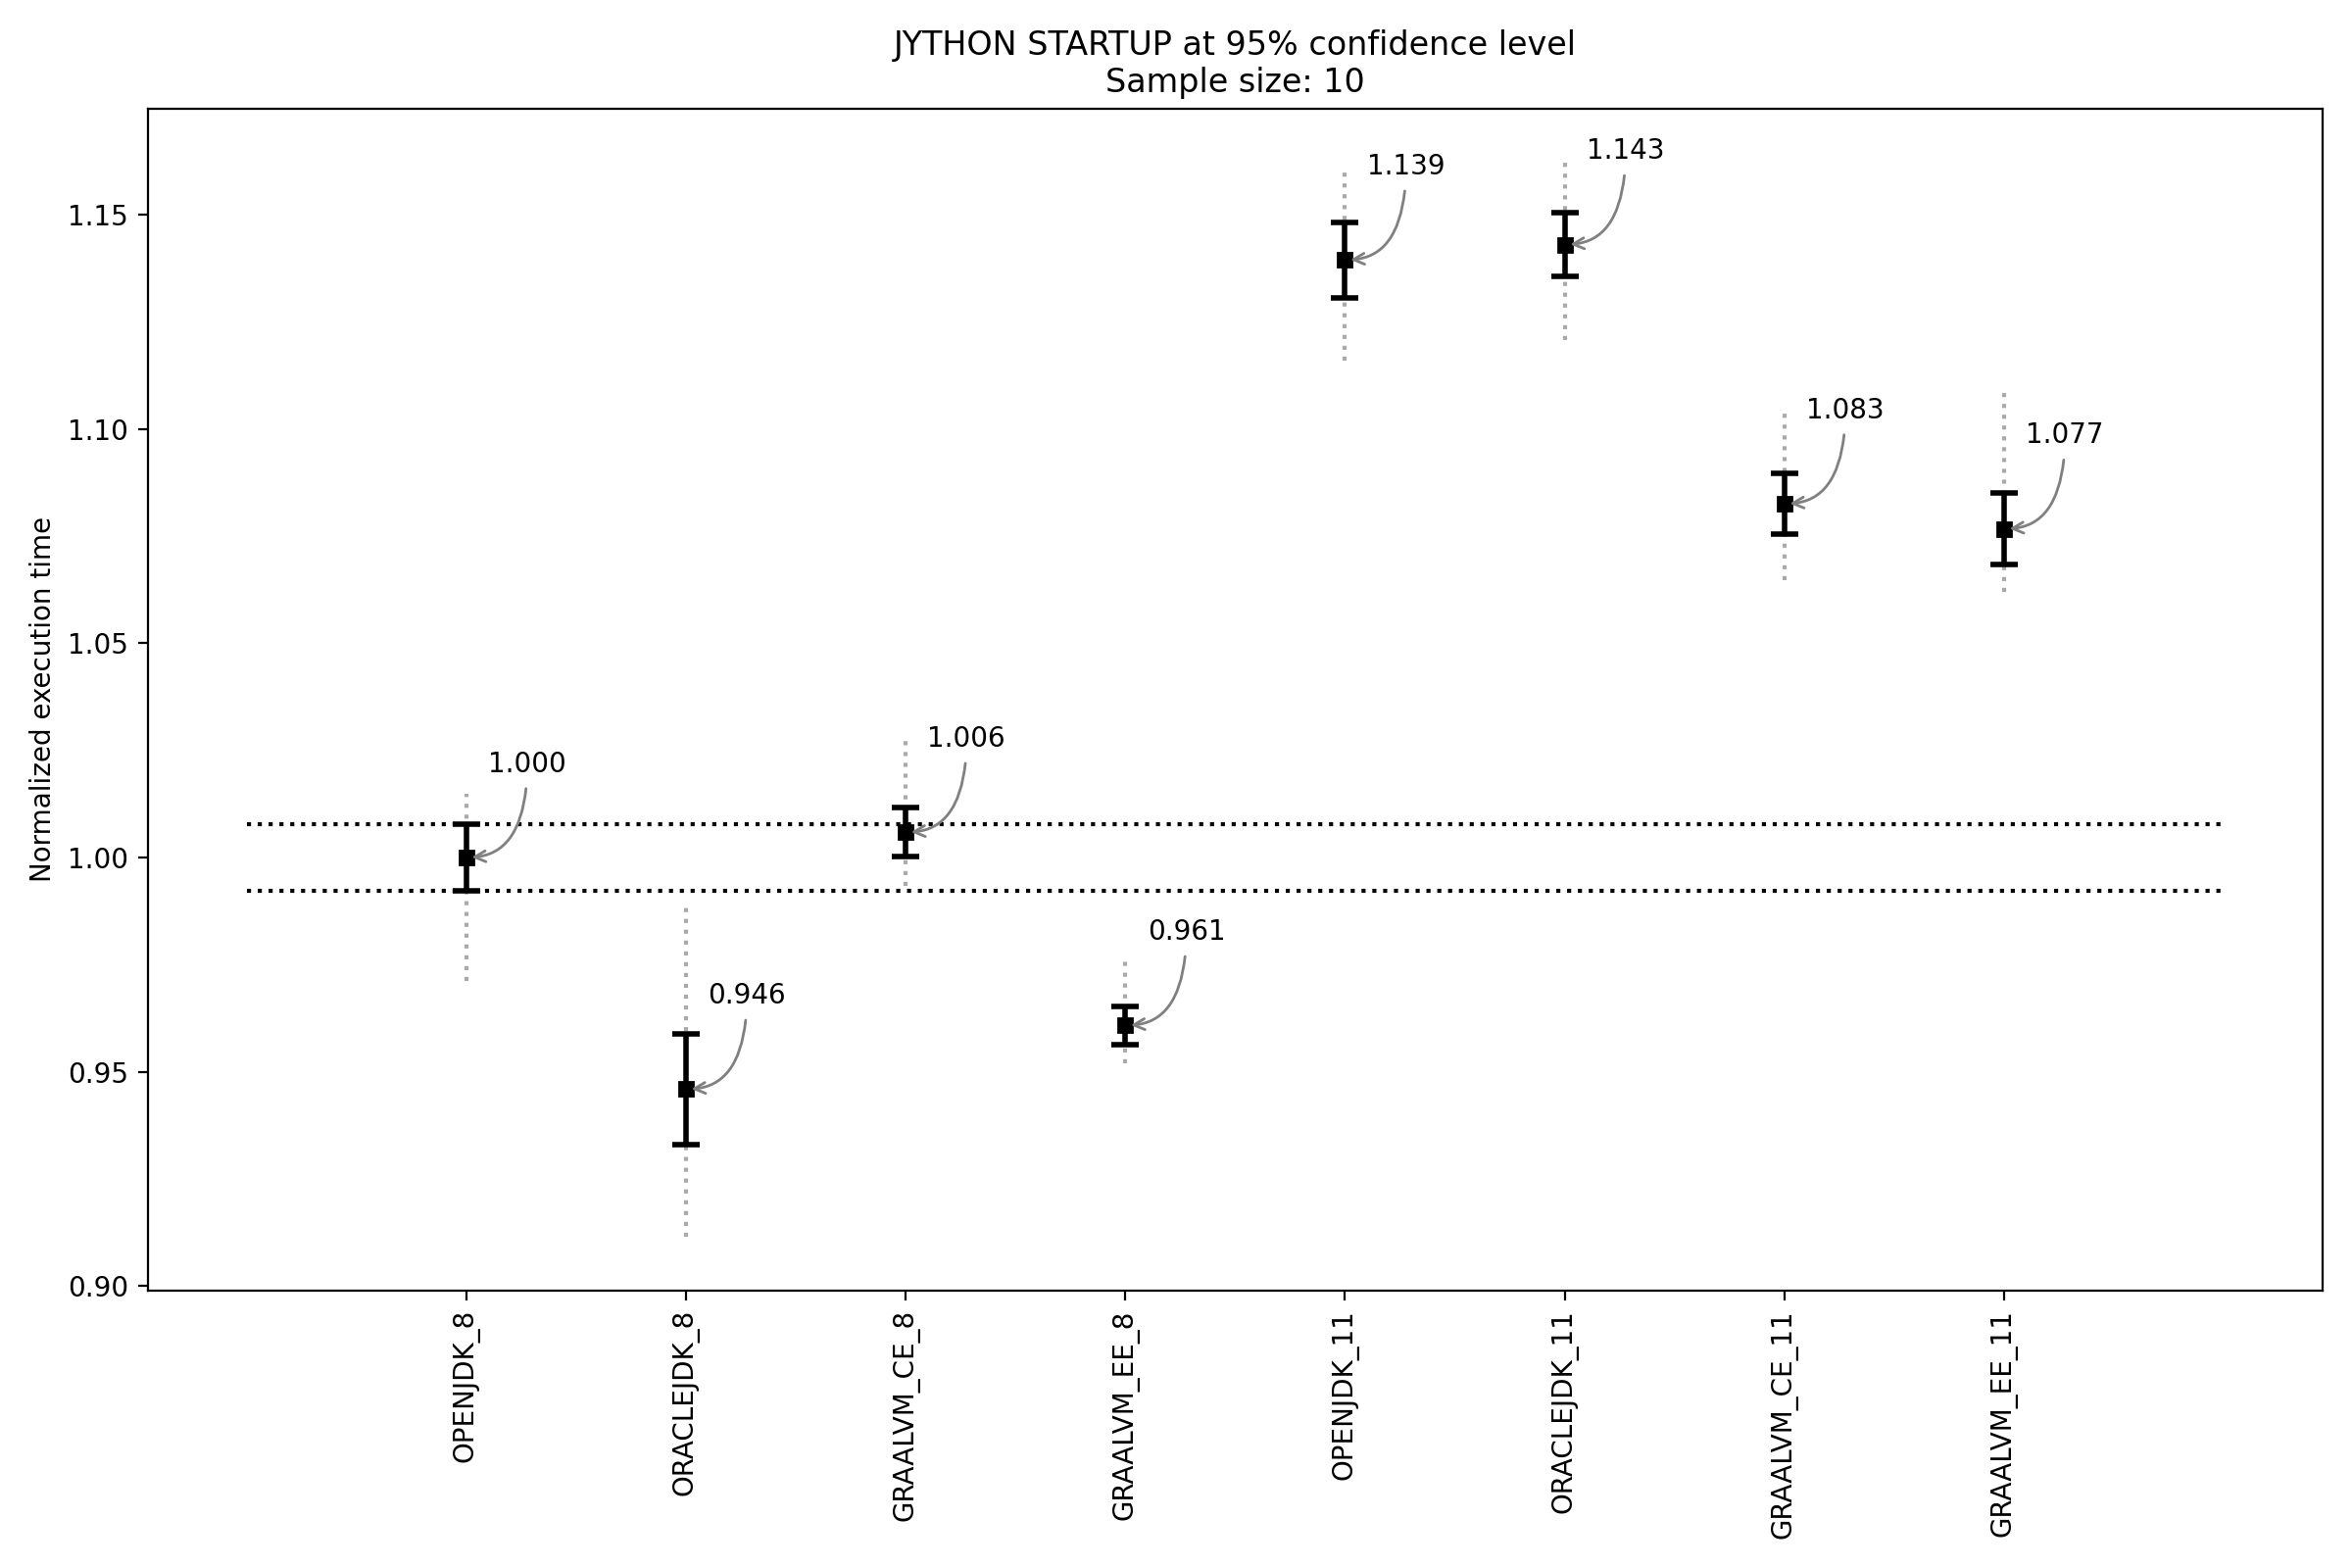 JYTHON STARTUP at 95% confidence level
Sample size: 10
Normalized execution time
1.15
1.10
1.05
1.00
0.95
0.90
1.000
0.946
1.006
0.961
1.139
1.143
1.083
1.077
OPENJDK_8
ORACLEJDK_8
GRAALVM_CE_8
GRAALVM_EE_8
OPENJDK_11
ORACLEJDK_11
GRAALVM_CE_11
GRAALVM_EE_11